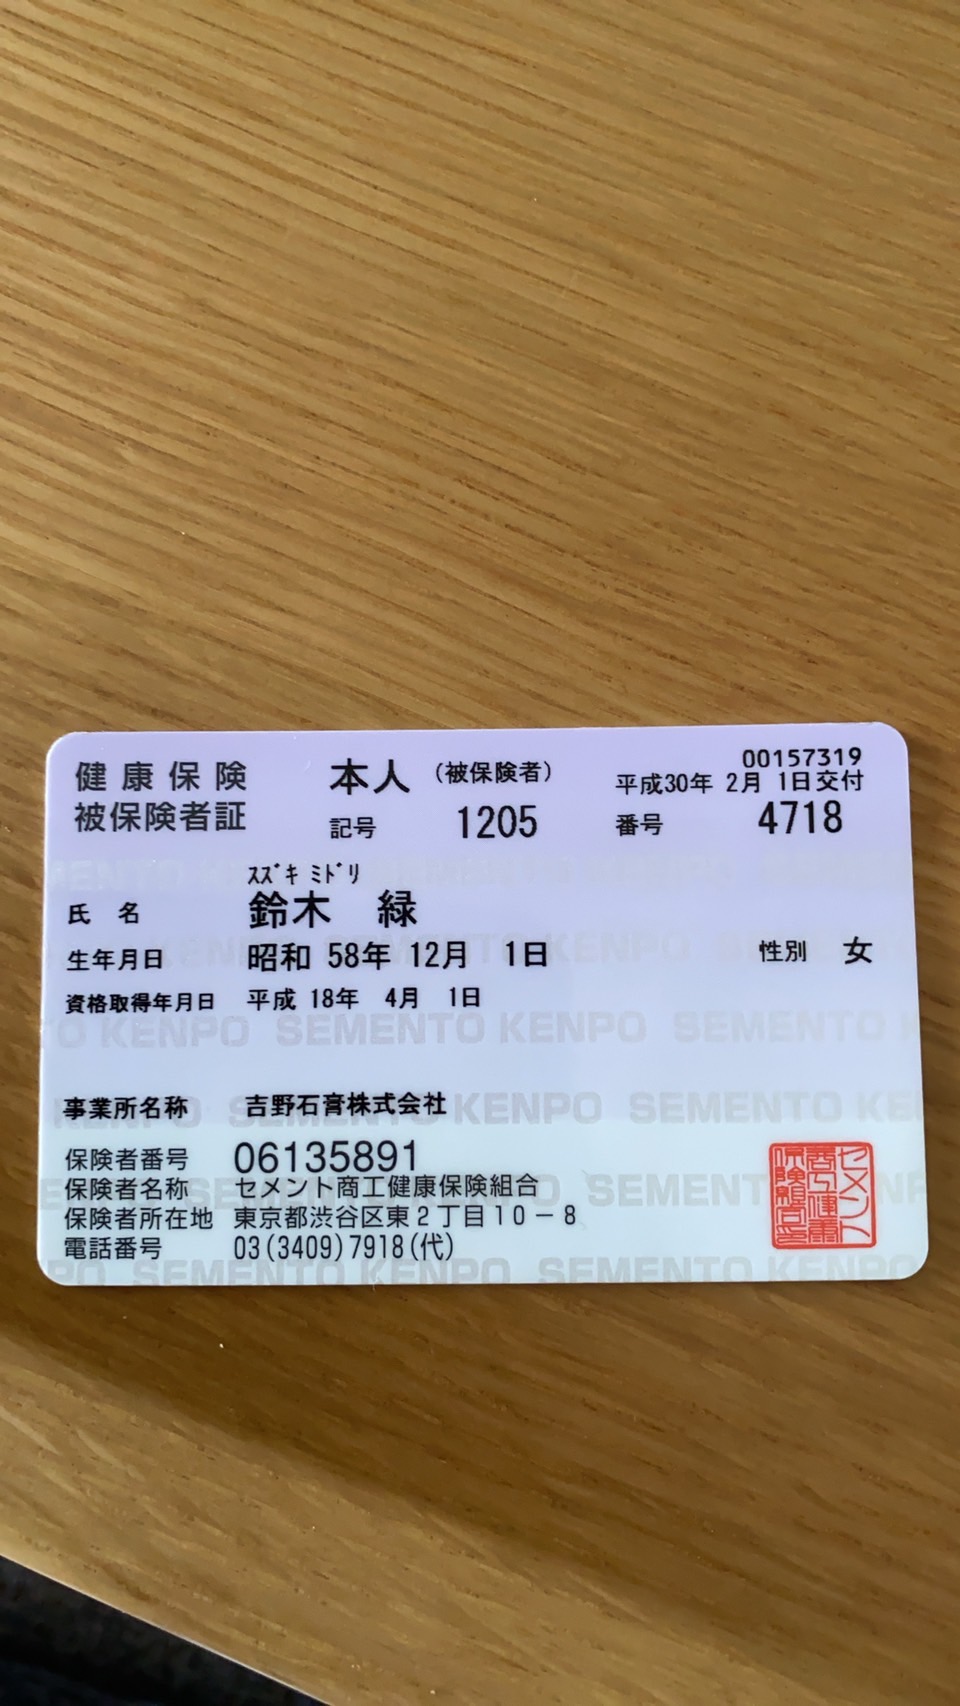 健康保険
被保険者証
本人 (被保険者)
00157319
平成30年 2月 1日交付
記号 1205
番号 4718
ｽｽﾞｷ ﾐﾄﾞﾘ
氏名 鈴木 緑
生年月日 昭和 58年 12月 1日
性別 女
資格取得年月日 平成 18年 4月 1日
事業所名称 吉野石膏株式会社
保険者番号 06135891
保険者名称 セメント商工健康保険組合
保険者所在地 東京都渋谷区東2丁目10-8
電話番号 03(3409)7918(代)
SEMENTO KENPO